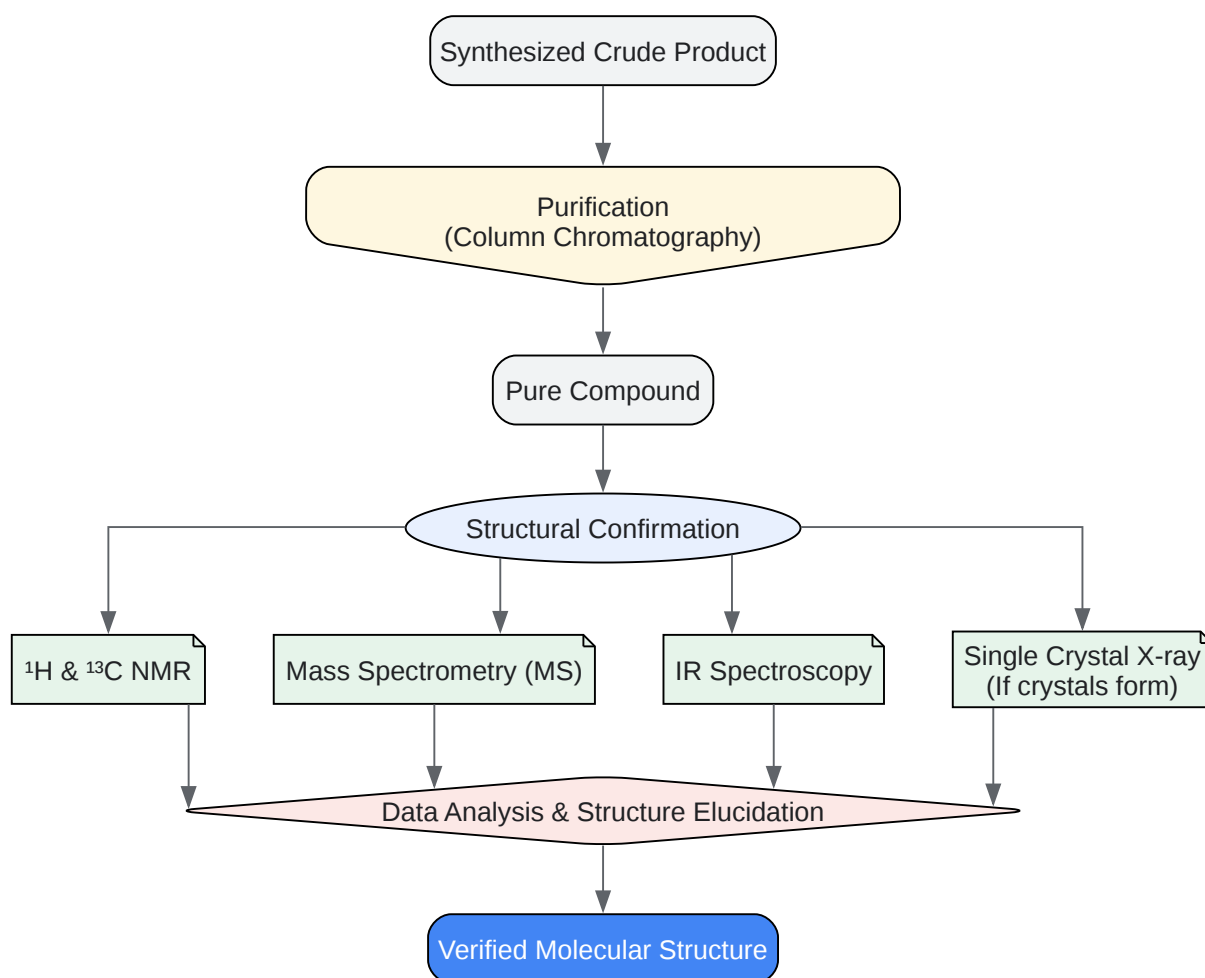 Synthesized Crude Product
Purification
(Column Chromatography)
Pure Compound
Structural Confirmation
¹H & ¹³C NMR
Mass Spectrometry (MS)
IR Spectroscopy
Single Crystal X-ray
(If crystals form)
Data Analysis & Structure Elucidation
Verified Molecular Structure